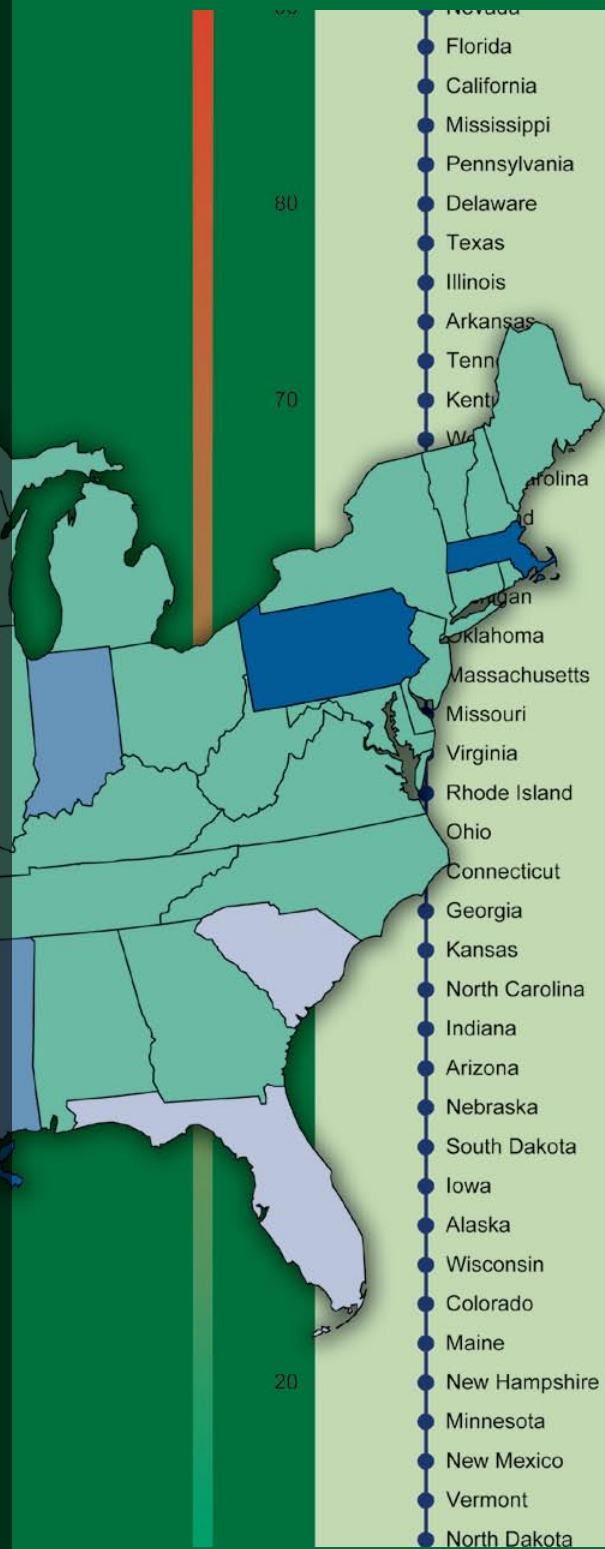 Florida
California
Mississippi
Pennsylvania
80
Delaware
Texas
Illinois
Arkansas
70
Oklahoma
Massachusetts
Missouri
Virginia
Rhode Island
Ohio
Connecticut
Georgia
Kansas
North Carolina
Indiana
Arizona
Nebraska
South Dakota
Iowa
Alaska
Wisconsin
Colorado
Maine
20
New Hampshire
Minnesota
New Mexico
Vermont
North Dakota